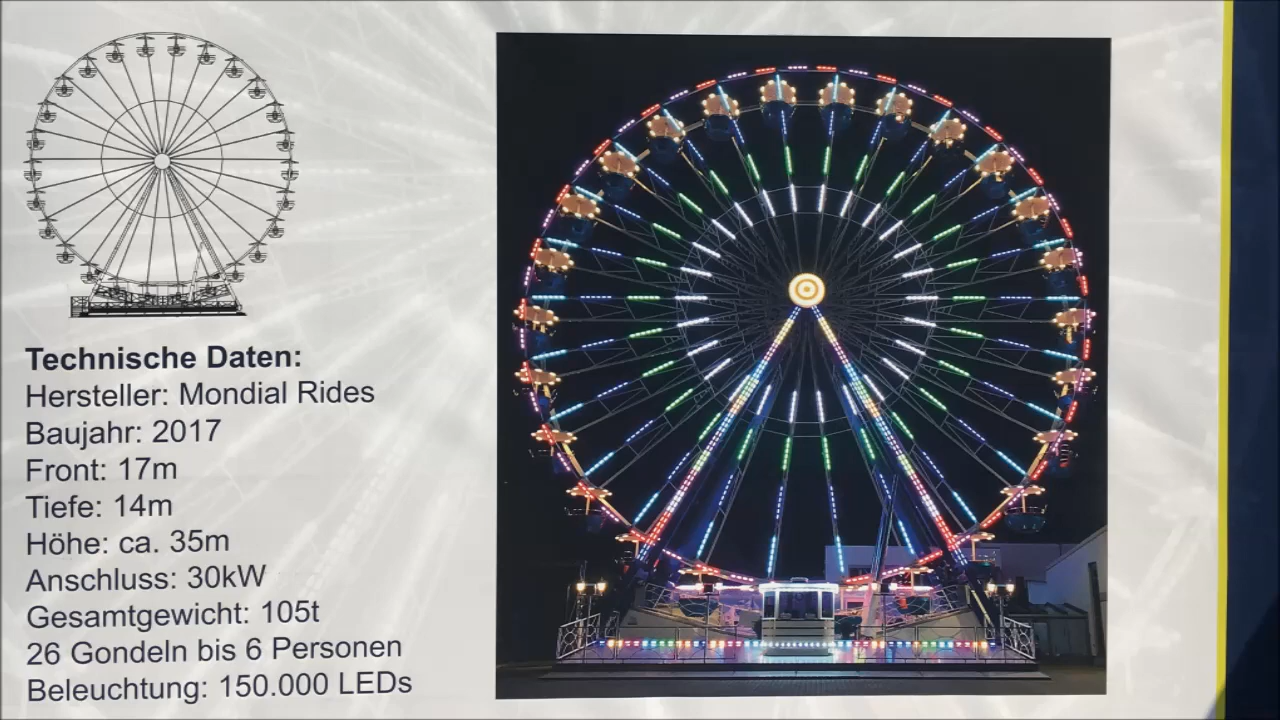 Technische Daten:
Hersteller: Mondial Rides
Baujahr: 2017
Front: 17m
Tiefe: 14m
Höhe: ca. 35m
Anschluss: 30kW
Gesamtgewicht: 105t
26 Gondeln bis 6 Personen
Beleuchtung: 150.000 LEDs